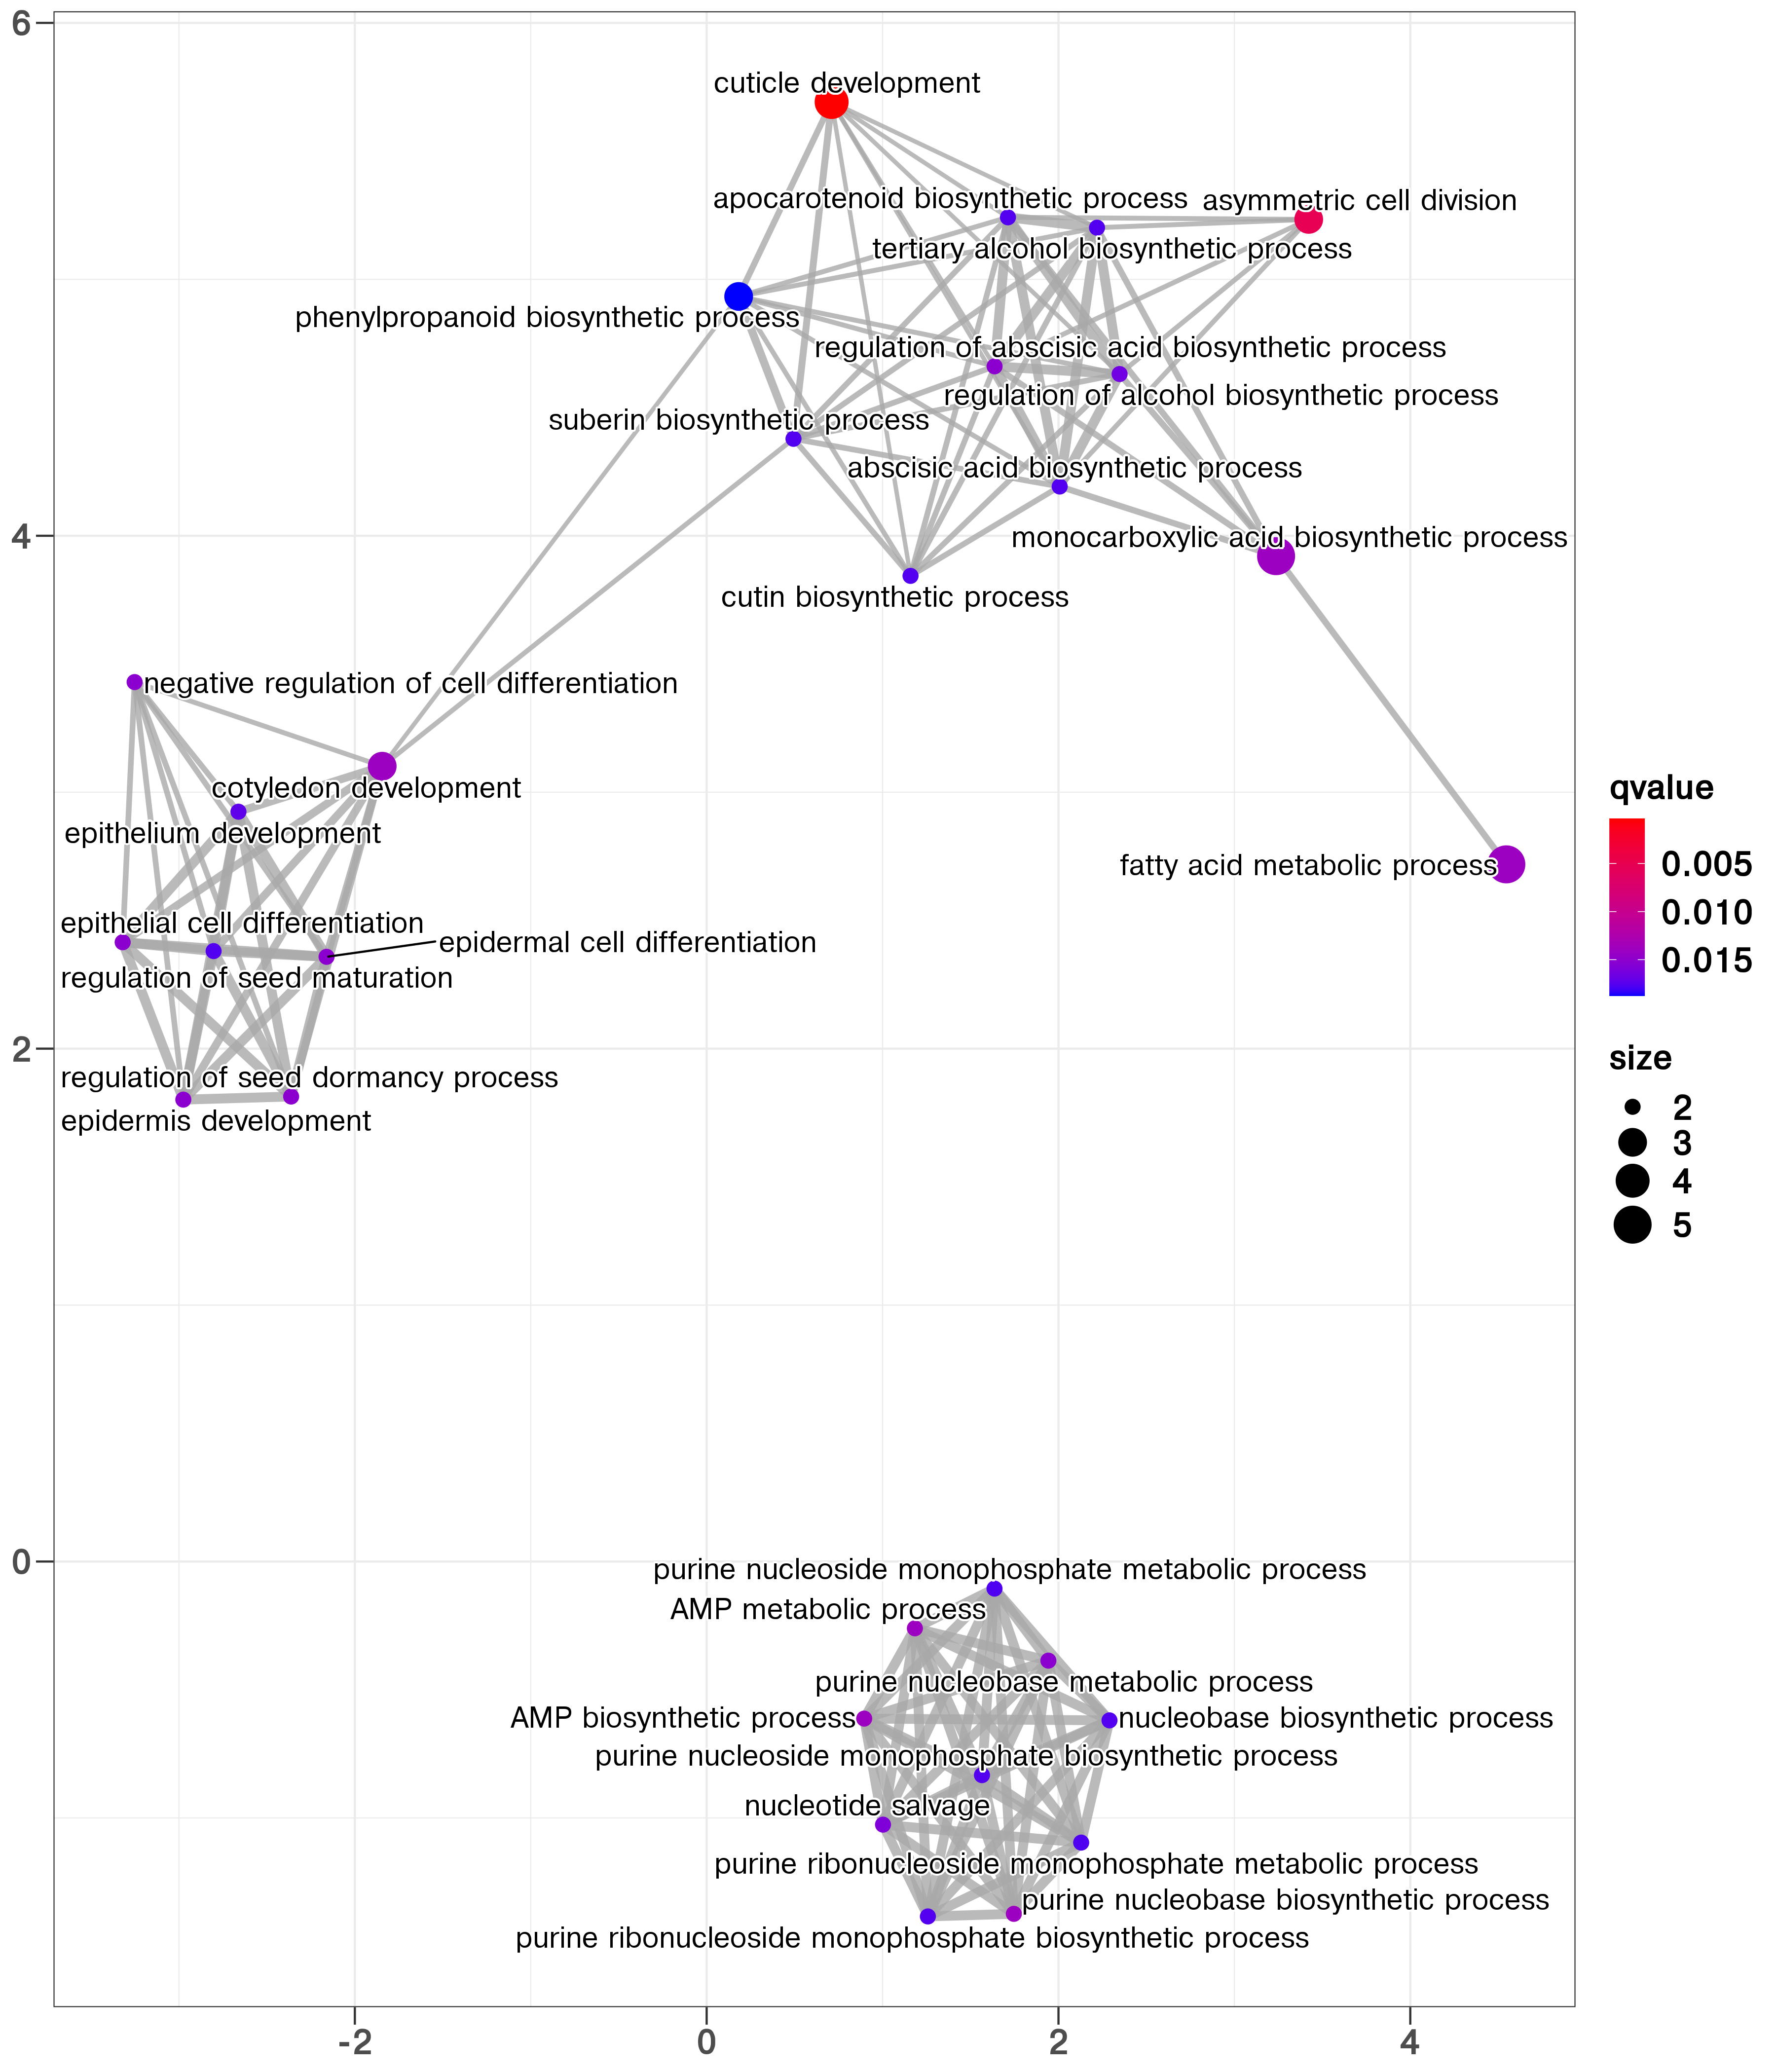 6
cuticle development
apocarotenoid biosynthetic process
asymmetric cell division
tertiary alcohol biosynthetic process
phenylpropanoid biosynthetic process
regulation of abscisic acid biosynthetic process
regulation of alcohol biosynthetic process
suberin biosynthetic process
abscisic acid biosynthetic process
4
monocarboxylic acid biosynthetic process
cutin biosynthetic process
negative regulation of cell differentiation
cotyledon development
epithelium development
fatty acid metabolic process
epithelial cell differentiation
epidermal cell differentiation
regulation of seed maturation
2
regulation of seed dormancy process
epidermis development
0
purine nucleoside monophosphate metabolic process
AMP metabolic process
purine nucleobase metabolic process
AMP biosynthetic process
nucleobase biosynthetic process
purine nucleoside monophosphate biosynthetic process
nucleotide salvage
purine ribonucleoside monophosphate metabolic process
purine nucleobase biosynthetic process
purine ribonucleoside monophosphate biosynthetic process
-2
0
2
4
qvalue
0.005
0.010
0.015
size
2
3
4
5